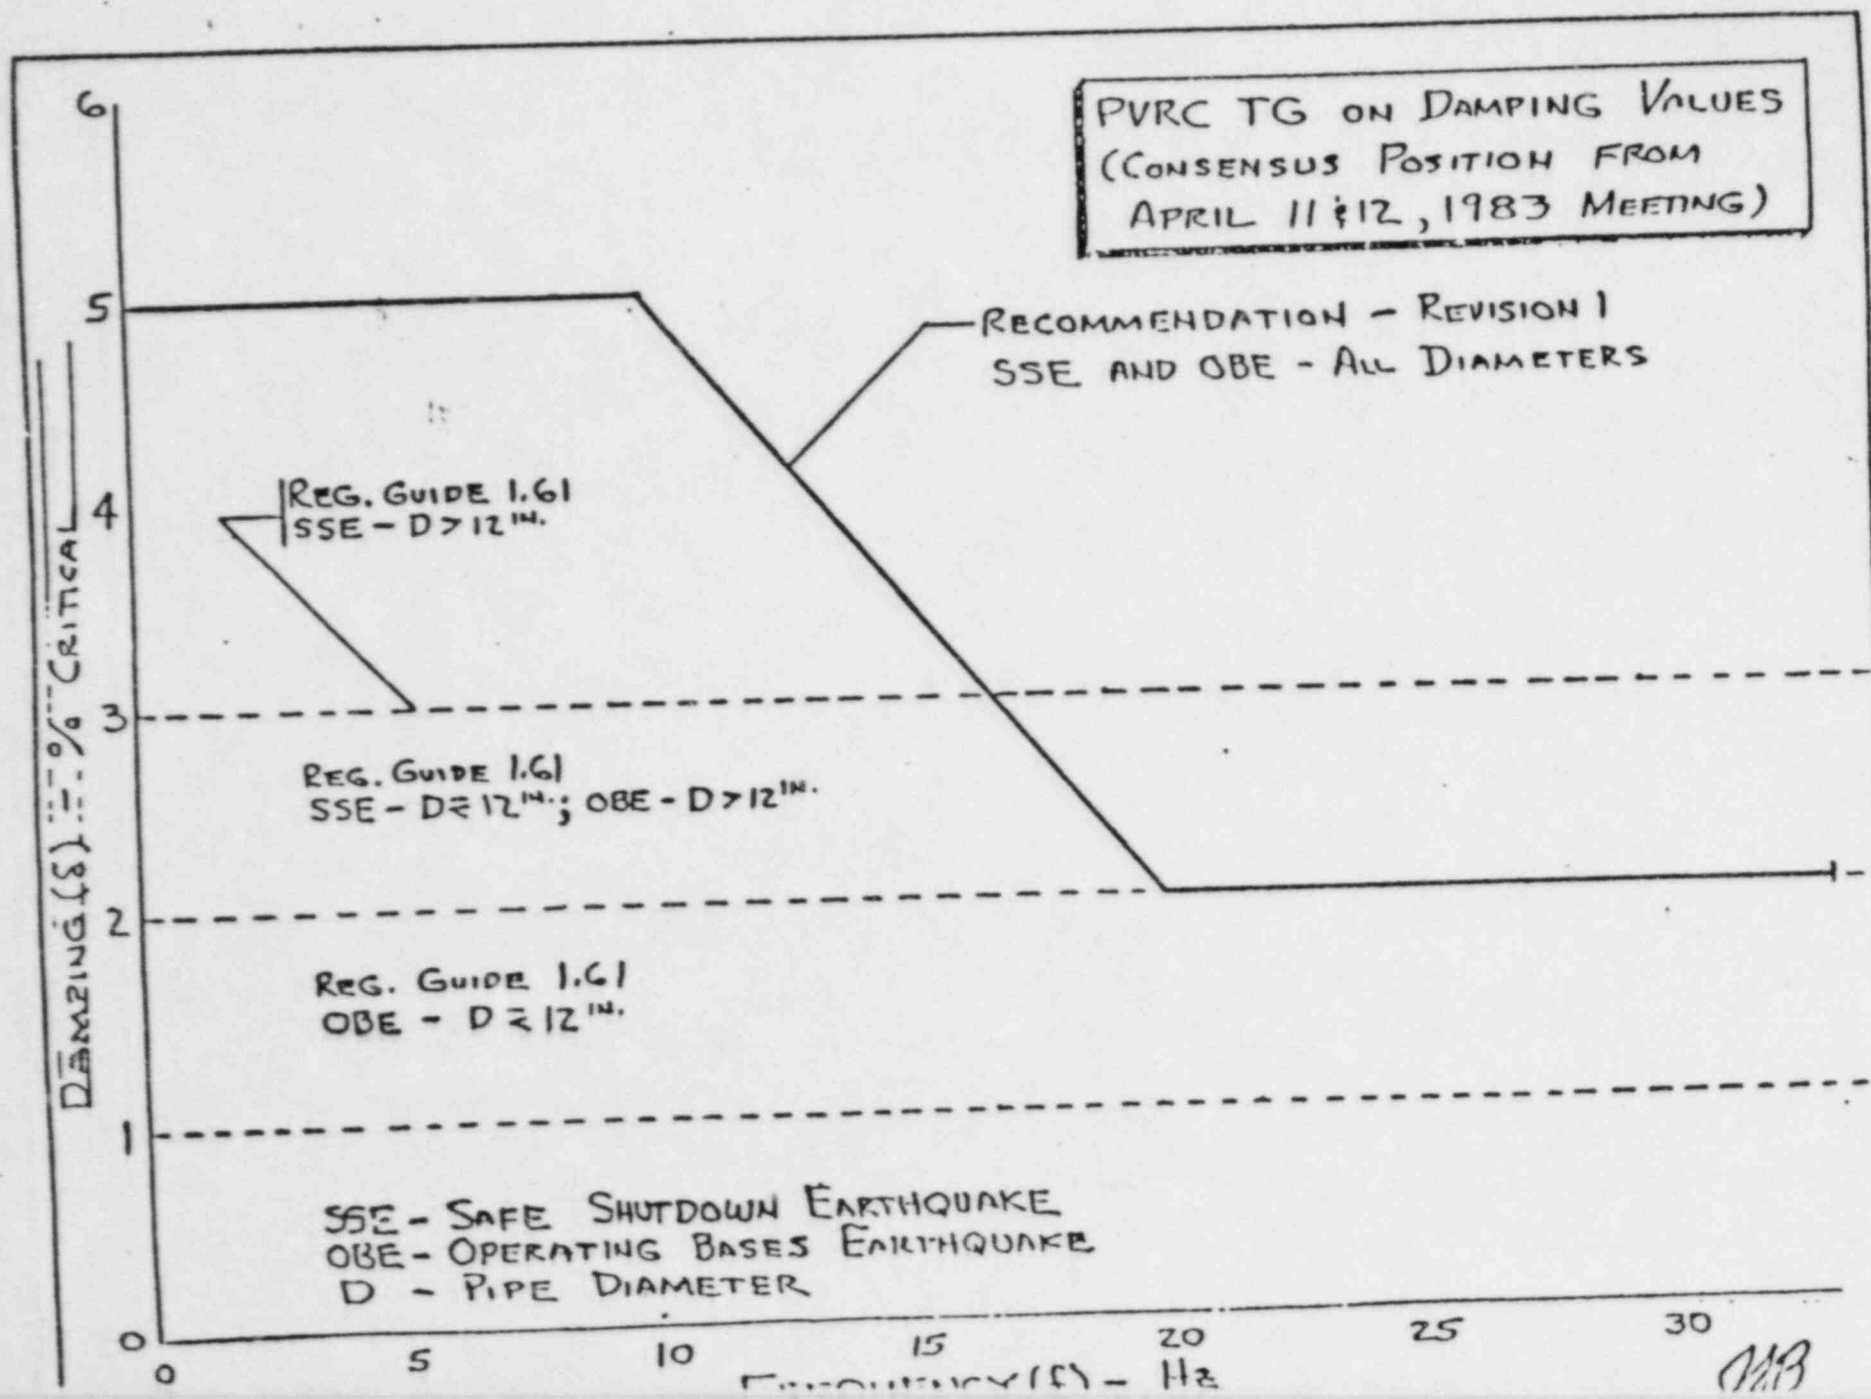 PVRC TG ON DAMPING VALUES
(CONSENSUS POSITION FROM
APRIL 11 & 12, 1983 MEETING)
6
5
4
3
2
1
0
RECOMMENDATION - REVISION 1
SSE AND OBE - ALL DIAMETERS
REG. GUIDE 1.61
SSE - D > 12 IN.
REG. GUIDE 1.61
SSE - D ≤ 12 IN.; OBE - D > 12 IN.
REG. GUIDE 1.61
OBE - D ≤ 12 IN.
SSE - SAFE SHUTDOWN EARTHQUAKE
OBE - OPERATING BASES EARTHQUAKE
D - PIPE DIAMETER
% CRITICAL
0 5 10 15 20 25 30
(f) - Hz